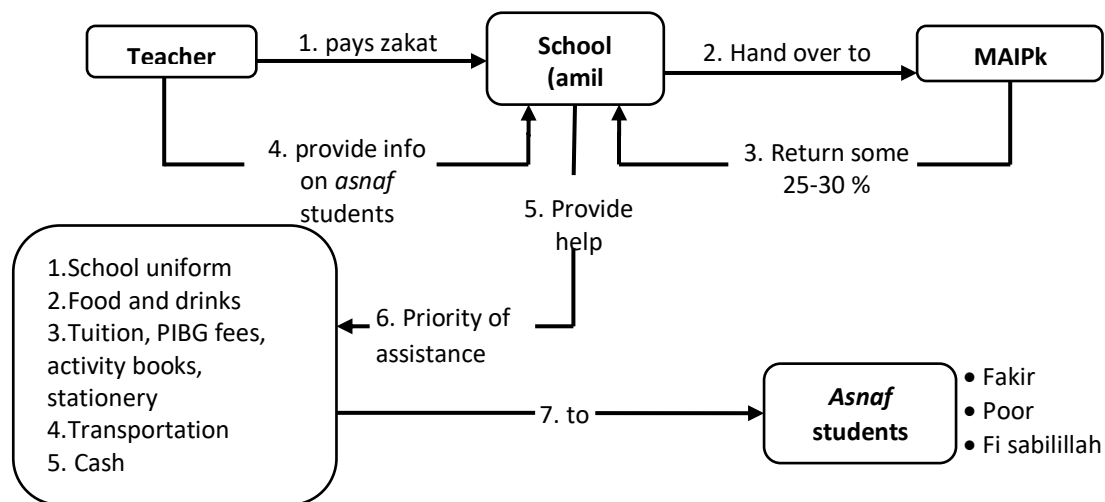 Teacher
1. pays zakat
School
(amil
2. Hand over to
MAIPk
4. provide info
on asnaf
students
3. Return some
25-30 %
5. Provide
help
1.School uniform
2.Food and drinks
3.Tuition, PIBG fees,
activity books,
stationery
4.Transportation
5. Cash
6. Priority of
assistance
7. to
Asnaf
students
• Fakir
• Poor
• Fi sabilillah